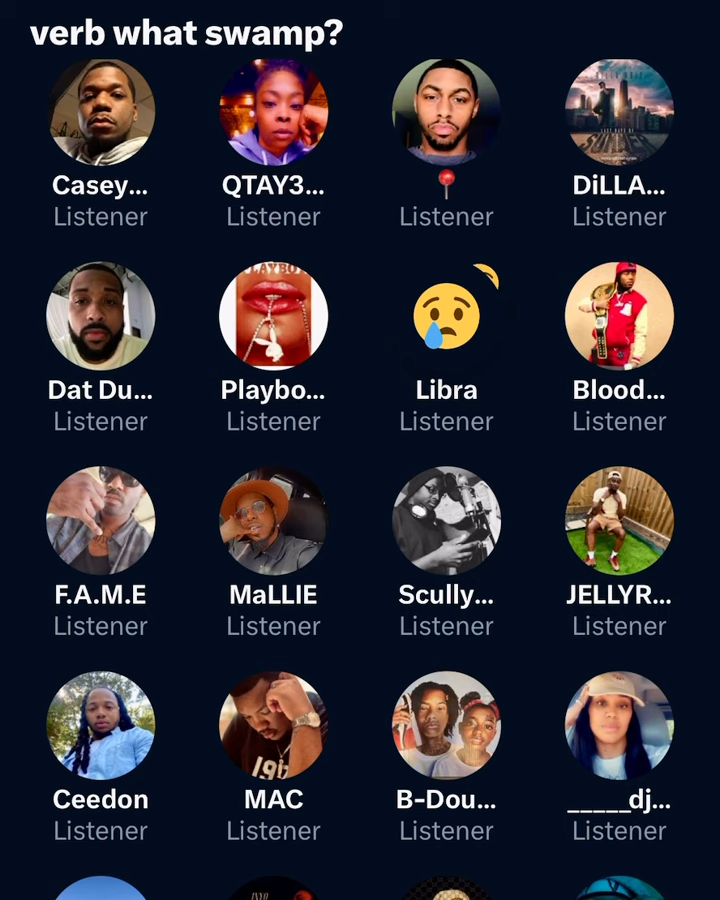 verb what swamp?
Casey... QTAY3... 📍 DiLLA...
Listener Listener Listener Listener
PLAYBOY
Dat Du... Playbo... Libra Blood...
Listener Listener Listener Listener
F.A.M.E MaLLIE Scully... JELLYR...
Listener Listener Listener Listener
Ceedon MAC B-Dou... _____dj...
Listener Listener Listener Listener